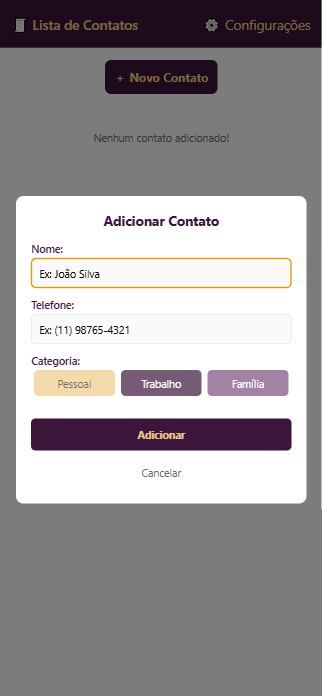 Lista de Contatos
Configurações
+ Novo Contato
Nenhum contato adicionado!
Adicionar Contato
Nome:
Ex: João Silva
Telefone:
Ex: (11) 98765-4321
Categoria:
Pessoal
Trabalho
Família
Adicionar
Cancelar